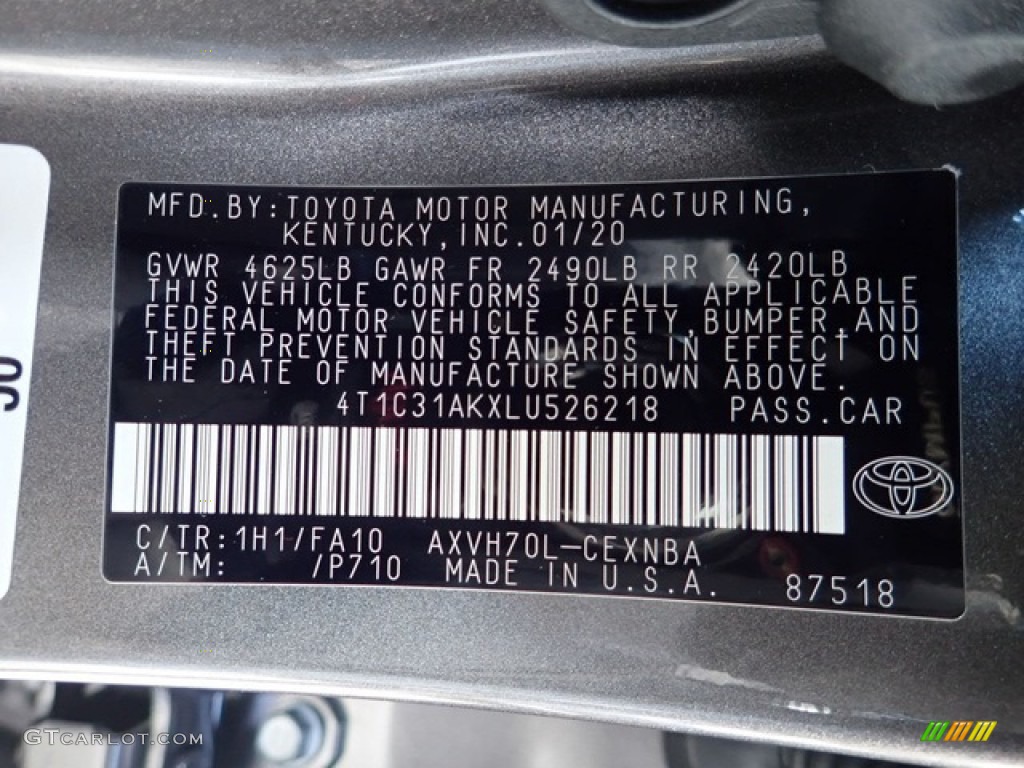 MFD.BY:TOYOTA MOTOR MANUFACTURING,
KENTUCKY,INC.01/20
GVWR 4625LB GAWR FR 2490LB RR 2420LB
THIS VEHICLE CONFORMS TO ALL APPLICABLE
FEDERAL MOTOR VEHICLE SAFETY,BUMPER,AND
THEFT PREVENTION STANDARDS IN EFFECT ON
THE DATE OF MANUFACTURE SHOWN ABOVE.
4T1C31AKXLU526218 PASS.CAR
C/TR:1H1/FA10 AXVH70L-CEXNBA
A/TM: /P710 MADE IN U.S.A. 87518
GTCARLOT.COM